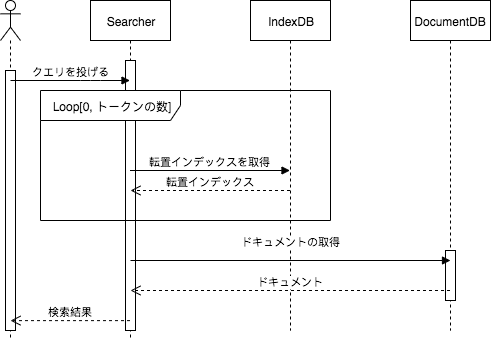 Searcher
IndexDB
DocumentDB
クエリを投げる
Loop[0, トークンの数]
転置インデックスを取得
転置インデックス
ドキュメントの取得
ドキュメント
検索結果